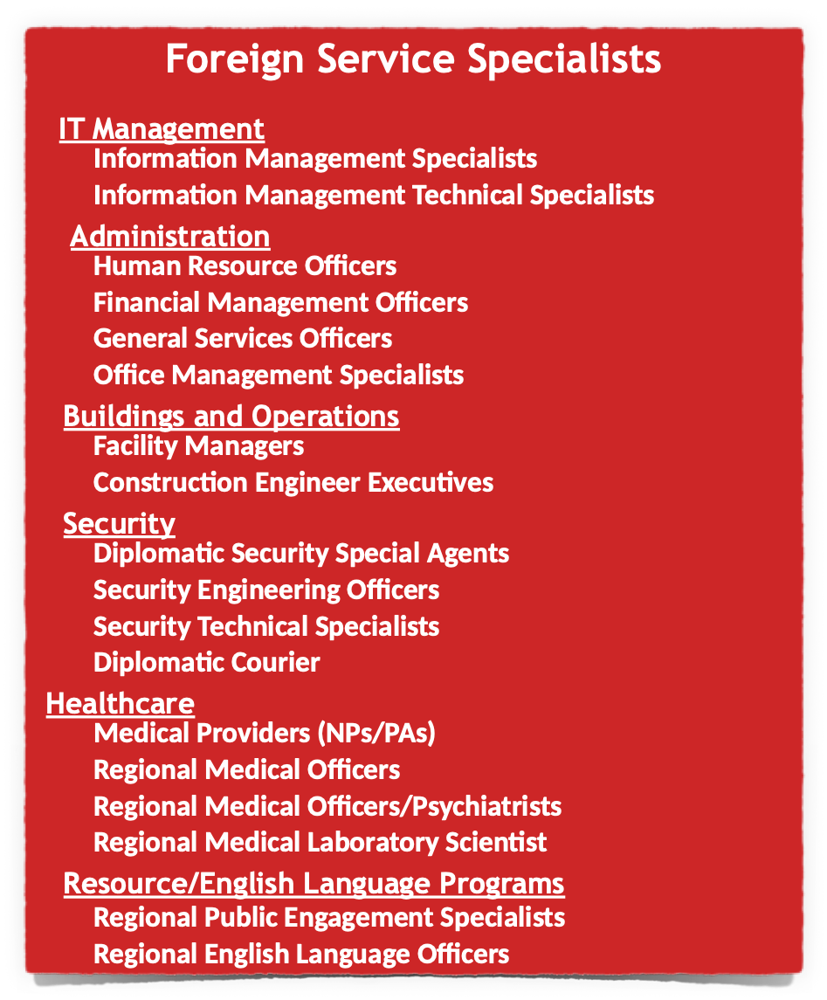 Foreign Service Specialists
IT Management
Information Management Specialists
Information Management Technical Specialists
Administration
Human Resource Officers
Financial Management Officers
General Services Officers
Office Management Specialists
Buildings and Operations
Facility Managers
Construction Engineer Executives
Security
Diplomatic Security Special Agents
Security Engineering Officers
Security Technical Specialists
Diplomatic Courier
Healthcare
Medical Providers (NPs/PAs)
Regional Medical Officers
Regional Medical Officers/Psychiatrists
Regional Medical Laboratory Scientist
Resource/English Language Programs
Regional Public Engagement Specialists
Regional English Language Officers